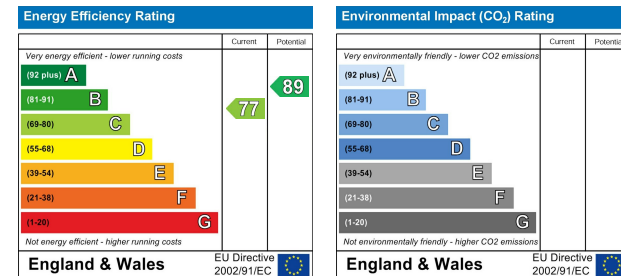 Energy Efficiency Rating
Current Potential
Very energy efficient - lower running costs
(92 plus) A
(81-91) B
(69-80) C
(55-68) D
(39-54) E
(21-38) F
(1-20) G
77
89
Not energy efficient - higher running costs
England & Wales
EU Directive
2002/91/EC
Environmental Impact (CO₂) Rating
Current Potentia
Very environmentally friendly - lower CO2 emissions
(92 plus) A
(81-91) B
(69-80) C
(55-68) D
(39-54) E
(21-38) F
(1-20) G
Not environmentally friendly - higher CO2 emissions
England & Wales
EU Directive
2002/91/EC